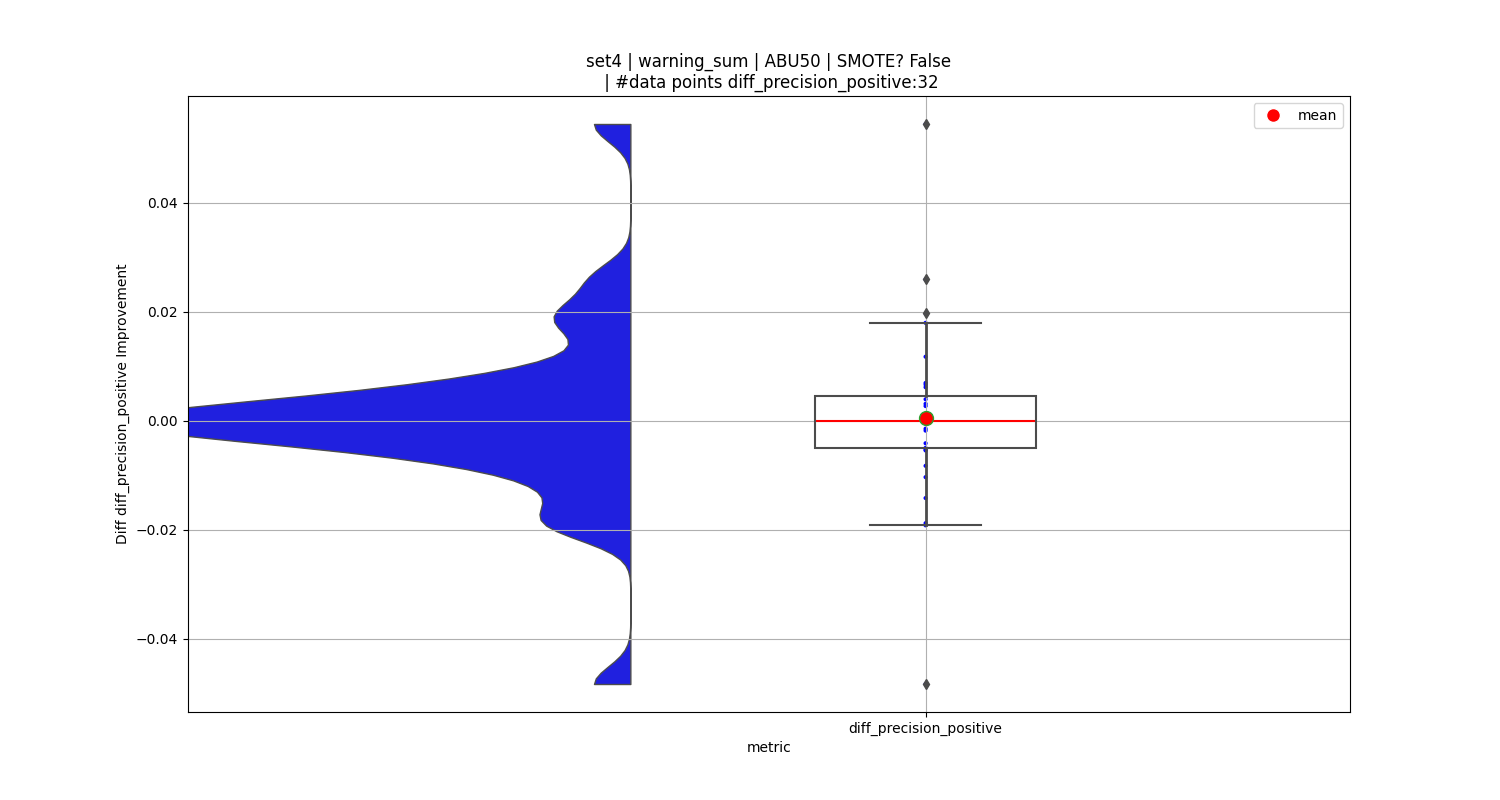 set4 | warning_sum | ABU50 | SMOTE? False
| #data points diff_precision_positive:32
mean
Diff diff_precision_positive Improvement
0.04
0.02
0.00
−0.02
−0.04
diff_precision_positive
metric